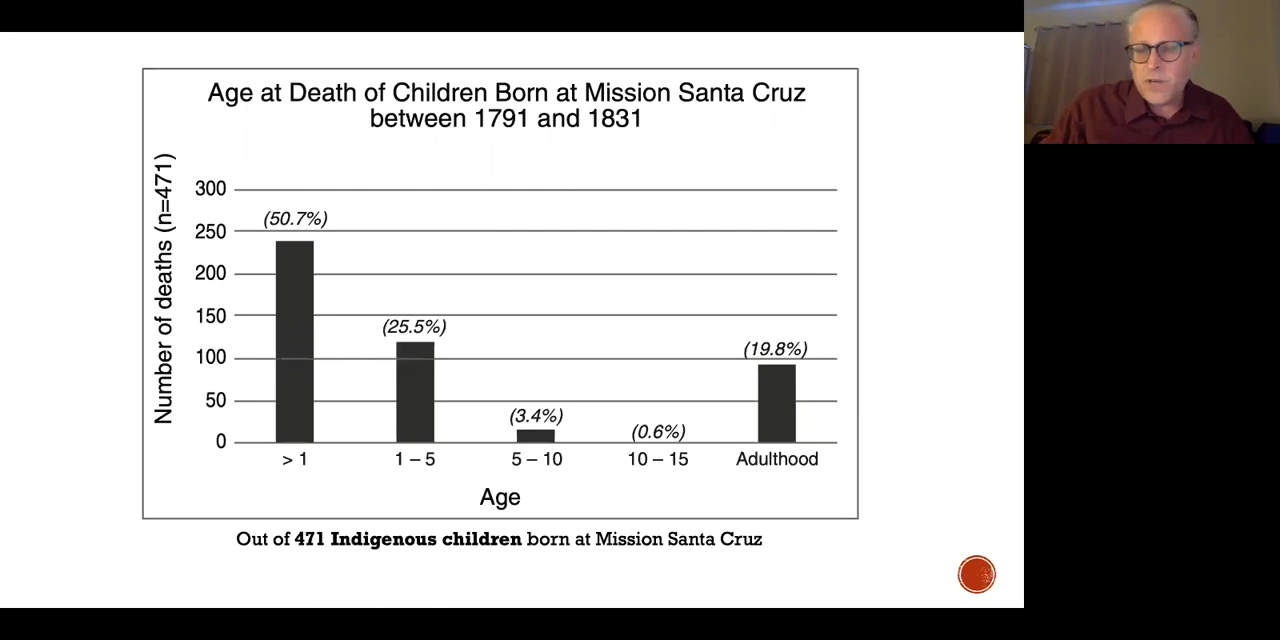 Age at Death of Children Born at Mission Santa Cruz
between 1791 and 1831
Number of deaths (n=471)
300
250
200
150
100
50
0
(50.7%)
(25.5%)
(3.4%)
(0.6%)
(19.8%)
> 1
1 – 5
5 – 10
10 – 15
Adulthood
Age
Out of 471 Indigenous children born at Mission Santa Cruz